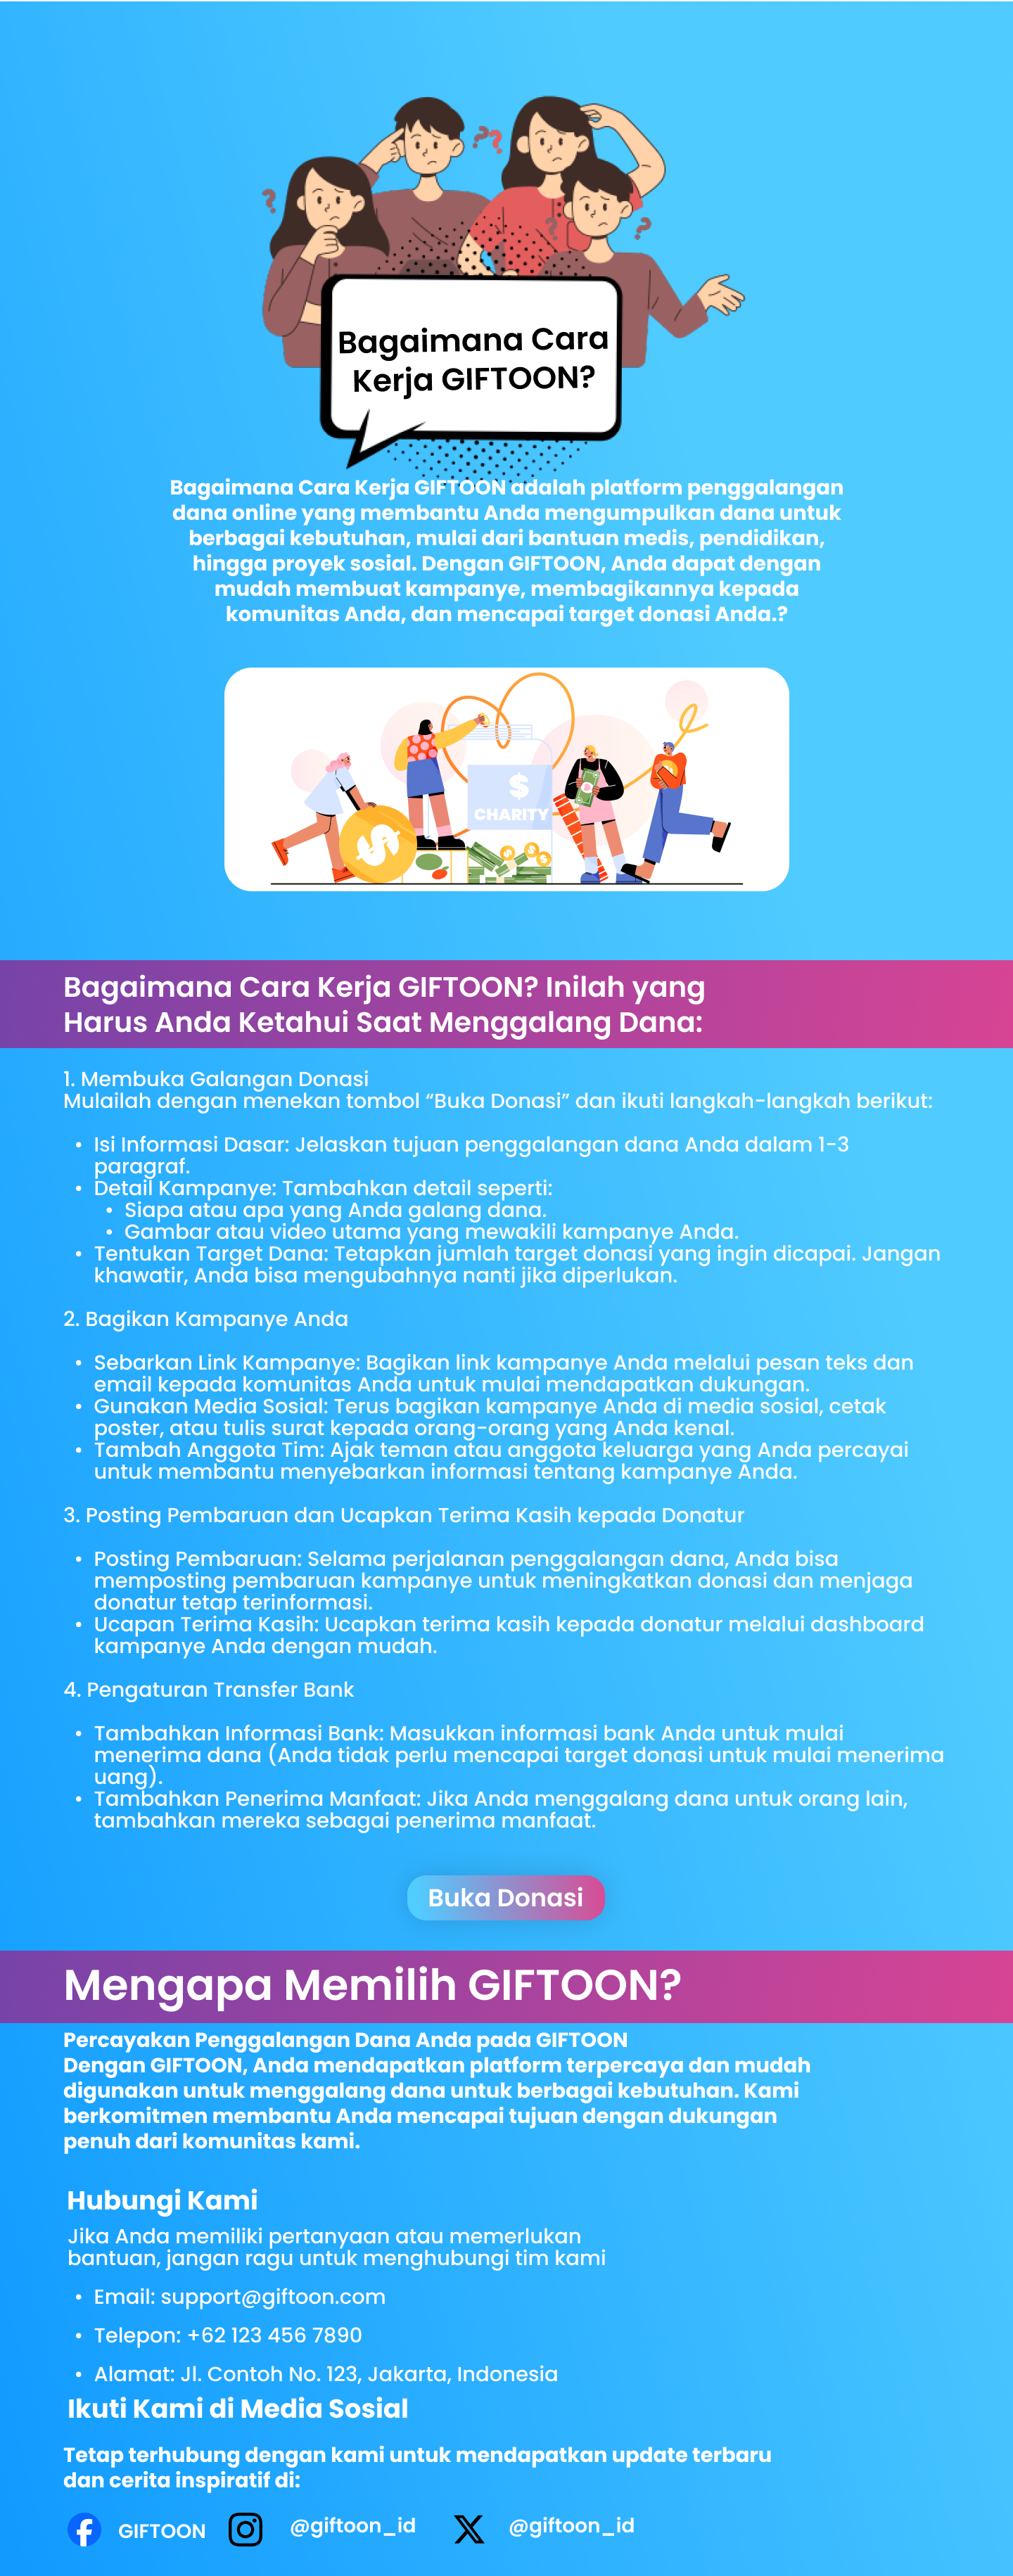 Bagaimana Cara
Kerja GIFTOON?
Bagaimana Cara Kerja GIFTOON adalah platform penggalangan
dana online yang membantu Anda mengumpulkan dana untuk
berbagai kebutuhan, mulai dari bantuan medis, pendidikan,
hingga proyek sosial. Dengan GIFTOON, Anda dapat dengan
mudah membuat kampanye, membagikannya kepada
komunitas Anda, dan mencapai target donasi Anda.?
$
CHARITY
Bagaimana Cara Kerja GIFTOON? Inilah yang
Harus Anda Ketahui Saat Menggalang Dana:
1. Membuka Galangan Donasi
Mulailah dengan menekan tombol “Buka Donasi” dan ikuti langkah-langkah berikut:
• Isi Informasi Dasar: Jelaskan tujuan penggalangan dana Anda dalam 1-3
paragraf.
• Detail Kampanye: Tambahkan detail seperti:
• Siapa atau apa yang Anda galang dana.
• Gambar atau video utama yang mewakili kampanye Anda.
• Tentukan Target Dana: Tetapkan jumlah target donasi yang ingin dicapai. Jangan
khawatir, Anda bisa mengubahnya nanti jika diperlukan.
2. Bagikan Kampanye Anda
• Sebarkan Link Kampanye: Bagikan link kampanye Anda melalui pesan teks dan
email kepada komunitas Anda untuk mulai mendapatkan dukungan.
• Gunakan Media Sosial: Terus bagikan kampanye Anda di media sosial, cetak
poster, atau tulis surat kepada orang-orang yang Anda kenal.
• Tambah Anggota Tim: Ajak teman atau anggota keluarga yang Anda percayai
untuk membantu menyebarkan informasi tentang kampanye Anda.
3. Posting Pembaruan dan Ucapkan Terima Kasih kepada Donatur
• Posting Pembaruan: Selama perjalanan penggalangan dana, Anda bisa
memposting pembaruan kampanye untuk meningkatkan donasi dan menjaga
donatur tetap terinformasi.
• Ucapan Terima Kasih: Ucapkan terima kasih kepada donatur melalui dashboard
kampanye Anda dengan mudah.
4. Pengaturan Transfer Bank
• Tambahkan Informasi Bank: Masukkan informasi bank Anda untuk mulai
menerima dana (Anda tidak perlu mencapai target donasi untuk mulai menerima
uang).
• Tambahkan Penerima Manfaat: Jika Anda menggalang dana untuk orang lain,
tambahkan mereka sebagai penerima manfaat.
Buka Donasi
Mengapa Memilih GIFTOON?
Percayakan Penggalangan Dana Anda pada GIFTOON
Dengan GIFTOON, Anda mendapatkan platform terpercaya dan mudah
digunakan untuk menggalang dana untuk berbagai kebutuhan. Kami
berkomitmen membantu Anda mencapai tujuan dengan dukungan
penuh dari komunitas kami.
Hubungi Kami
Jika Anda memiliki pertanyaan atau memerlukan
bantuan, jangan ragu untuk menghubungi tim kami
• Email: support@giftoon.com
• Telepon: +62 123 456 7890
• Alamat: Jl. Contoh No. 123, Jakarta, Indonesia
Ikuti Kami di Media Sosial
Tetap terhubung dengan kami untuk mendapatkan update terbaru
dan cerita inspiratif di:
GIFTOON @giftoon_id @giftoon_id